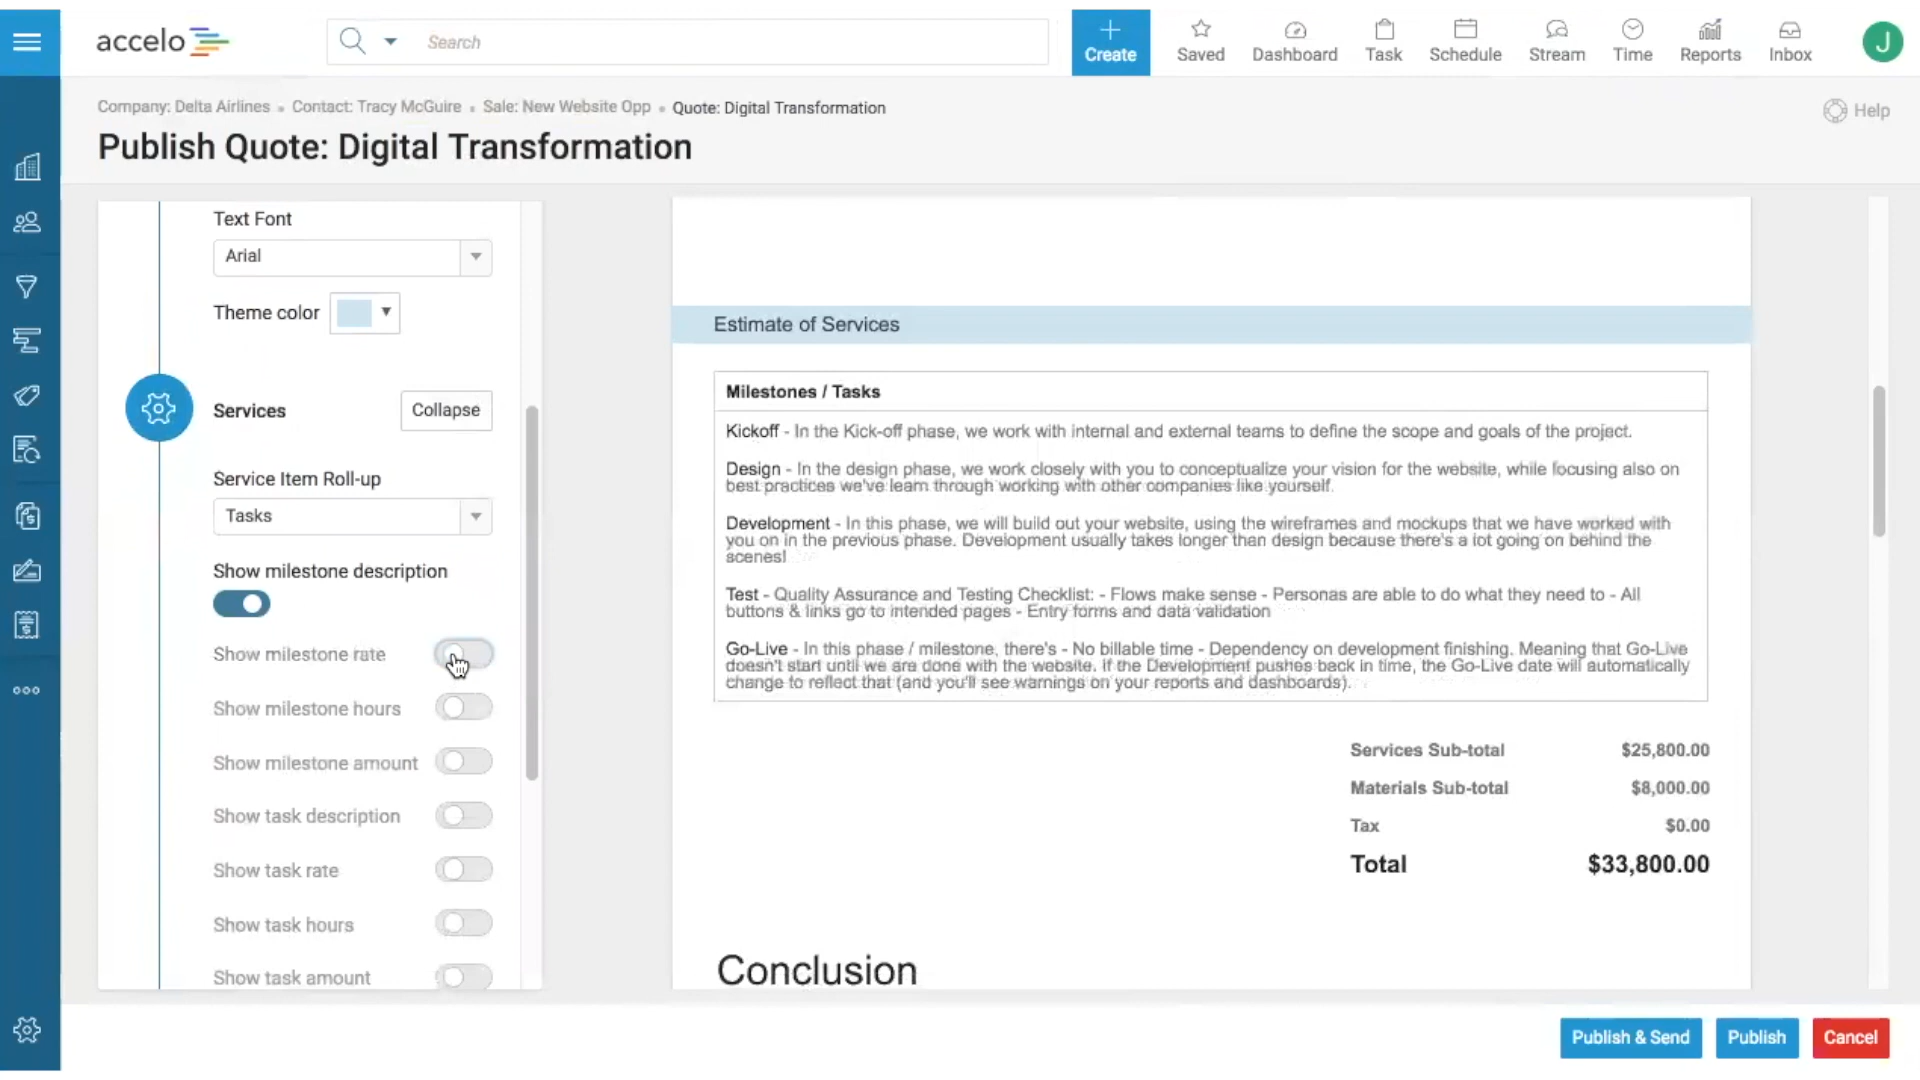 accelo
Search
Create
Saved
Dashboard
Task
Schedule
Stream
Time
Reports
Inbox
J
Company: Delta Airlines • Contact: Tracy McGuire • Sale: New Website Opp • Quote: Digital Transformation
Help
Publish Quote: Digital Transformation
Text Font
Arial
Theme color
Services
Collapse
Service Item Roll-up
Tasks
Show milestone description
Show milestone rate
Show milestone hours
Show milestone amount
Show task description
Show task rate
Show task hours
Show task amount
Estimate of Services
Milestones / Tasks
Kickoff - In the Kick-off phase, we work with internal and external teams to define the scope and goals of the project.
Design - In the design phase, we work closely with you to conceptualize your vision for the website, while focusing also on
best practices we've learn through working with other companies like yourself.
Development - In this phase, we will build out your website, using the wireframes and mockups that we have worked with
you on in the previous phase. Development usually takes longer than design because there's a lot going on behind the
scenes!
Test - Quality Assurance and Testing Checklist: - Flows make sense - Personas are able to do what they need to - All
buttons & links go to intended pages - Entry forms and data validation
Go-Live - In this phase / milestone, there's - No billable time - Dependency on development finishing. Meaning that Go-Live
doesn't start until we are done with the website. If the Development pushes back in time, the Go-Live date will automatically
change to reflect that (and you'll see warnings on your reports and dashboards).
Services Sub-total $25,800.00
Materials Sub-total $8,000.00
Tax $0.00
Total $33,800.00
Conclusion
Publish & Send
Publish
Cancel